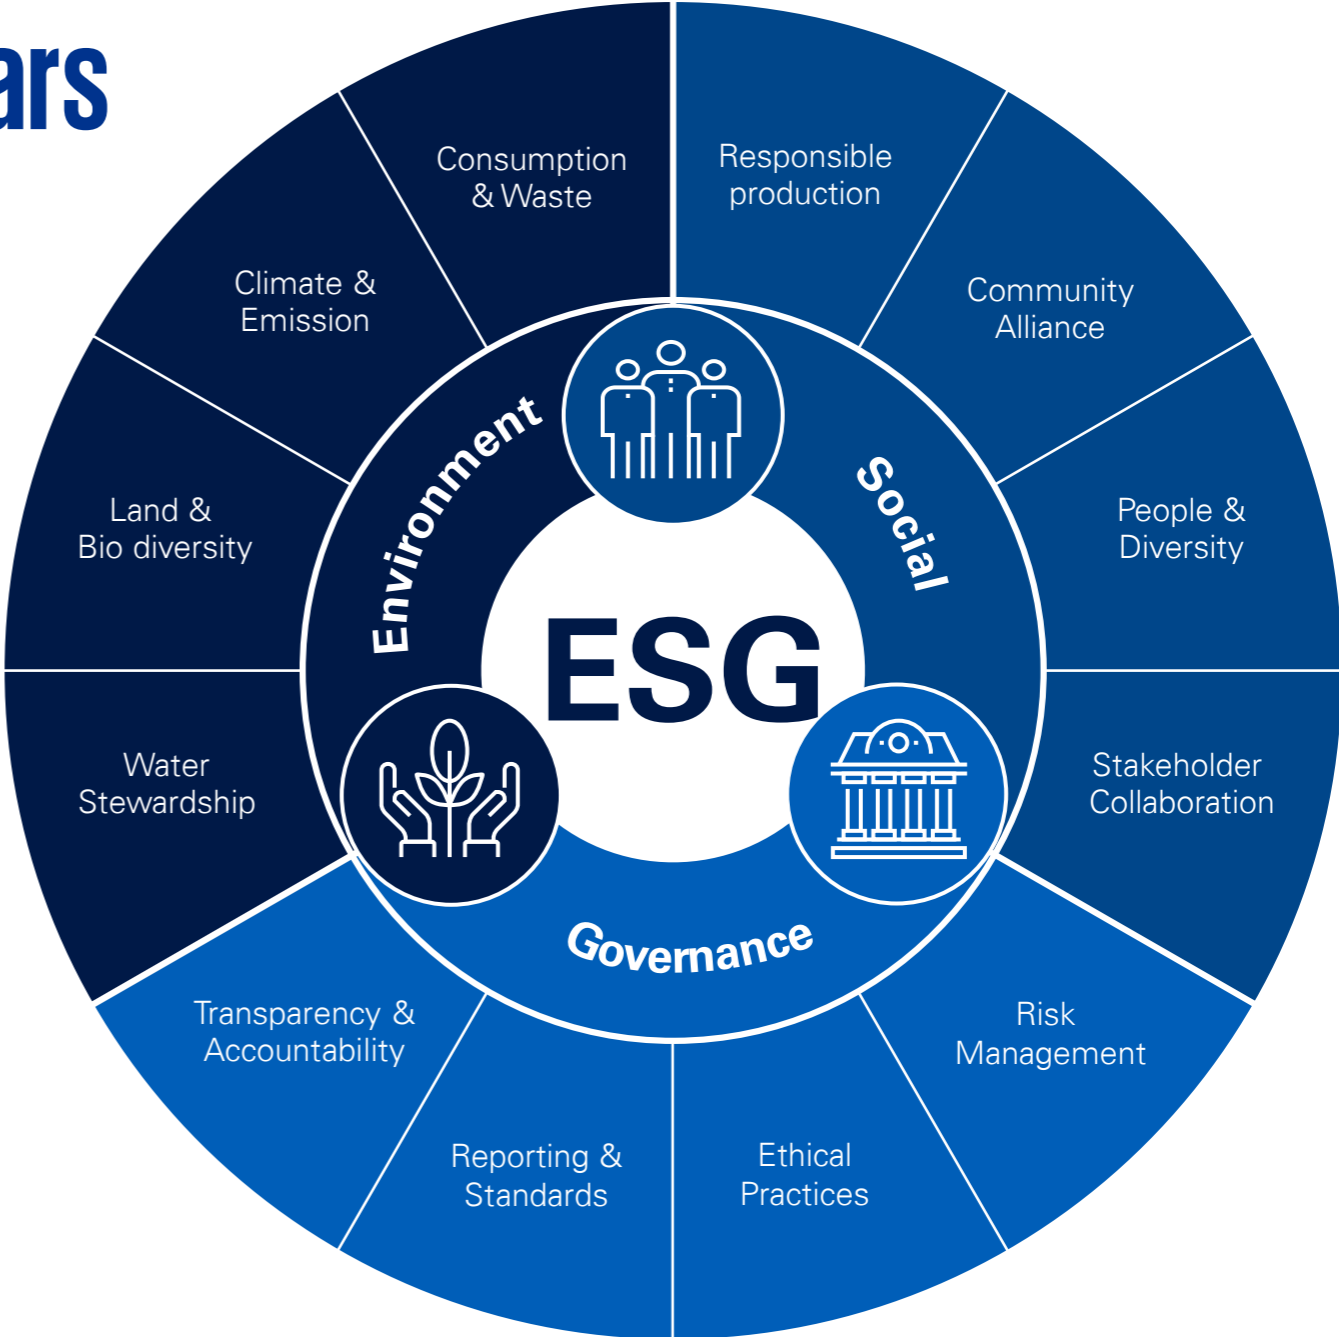 ars
Consumption
& Waste
Responsible
production
Climate &
Emission
Community
Alliance
Land &
Bio diversity
People &
Diversity
Environment
Social
ESG
Water
Stewardship
Stakeholder
Collaboration
Governance
Transparency &
Accountability
Risk
Management
Reporting &
Standards
Ethical
Practices